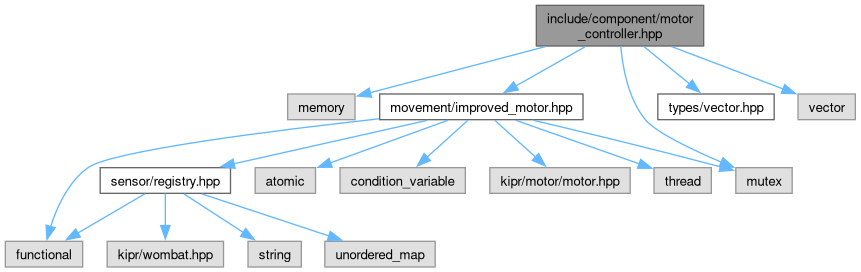 include/component/motor
_controller.hpp
memory
movement/improved_motor.hpp
types/vector.hpp
vector
sensor/registry.hpp
atomic
condition_variable
kipr/motor/motor.hpp
thread
mutex
functional
kipr/wombat.hpp
string
unordered_map